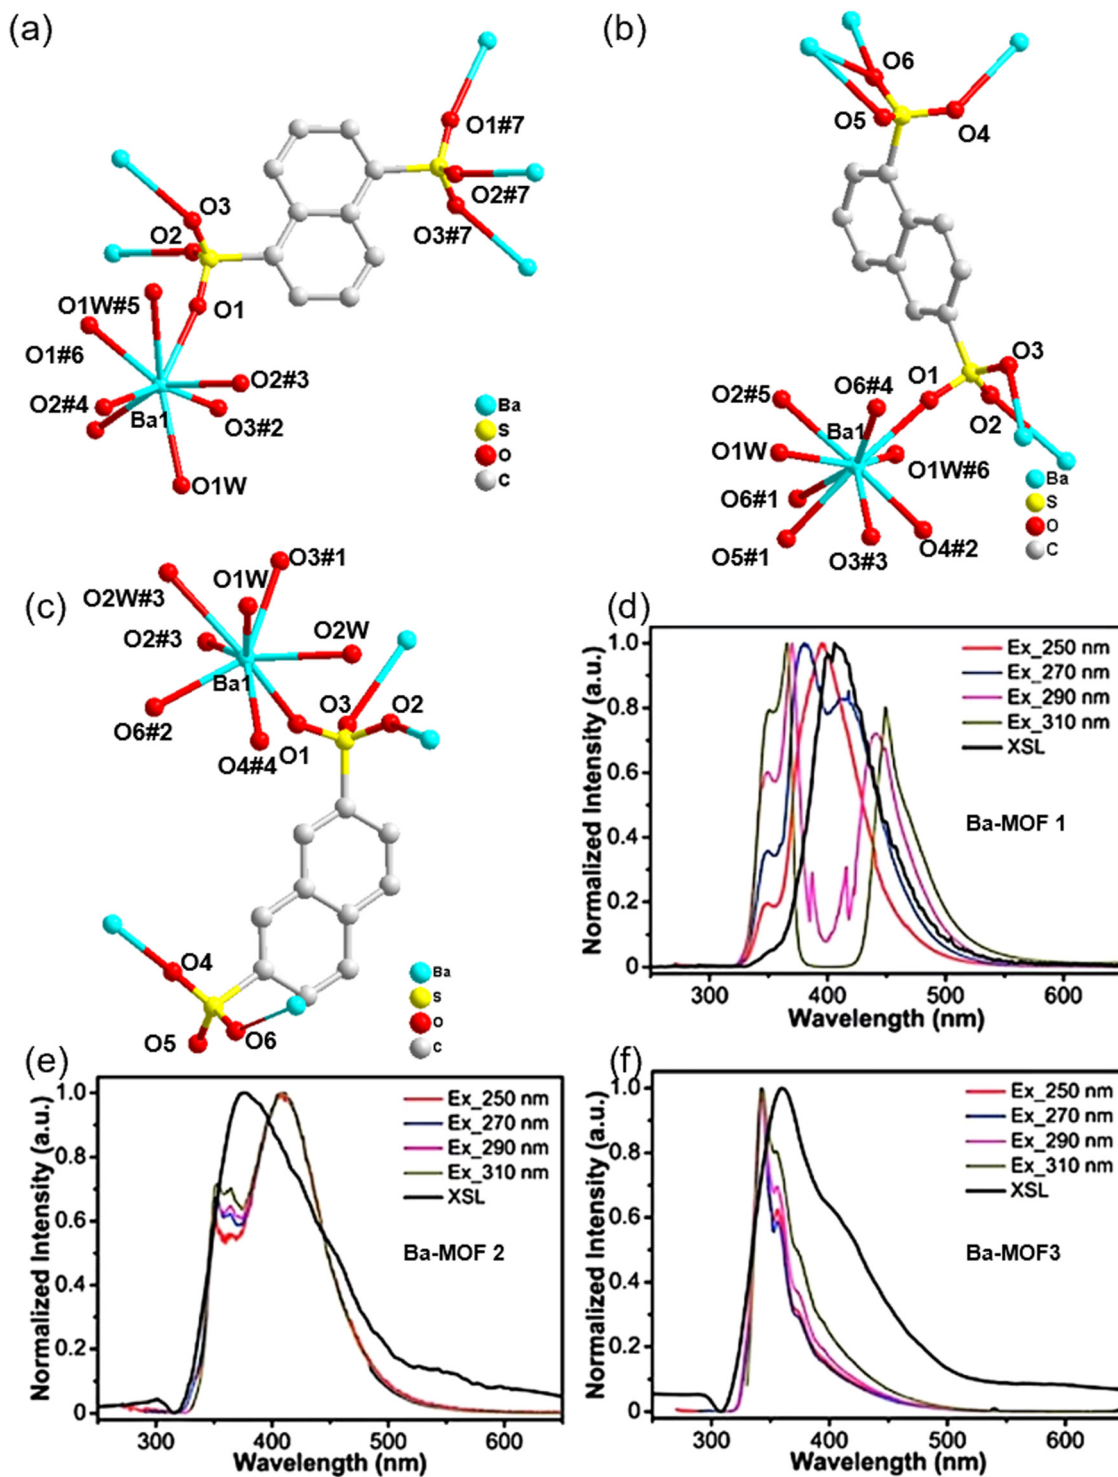 (a)
O1#7
O2#7
O3#7
O3
O2
O1
O1W#5
O1#6
O2#4
Ba1
O2#3
O3#2
O1W
Ba
S
O
C
(b)
O6
O5
O4
O3
O1
O2
O2#5
O6#4
Ba1
O1W
O1W#6
O6#1
O5#1
O3#3
O4#2
Ba
S
O
C
(c)
O3#1
O1W
O2W#3
O2#3
O2W
Ba1
O6#2
O4#4
O1
O3
O2
O4
O5
O6
Ba
S
O
C
(d)
Normalized Intensity (a.u.)
1.0
0.8
0.6
0.4
0.2
0
Ex_250 nm
Ex_270 nm
Ex_290 nm
Ex_310 nm
XSL
Ba-MOF 1
300 400 500 600
Wavelength (nm)
(e)
Normalized Intensity (a.u.)
1.0
0.8
0.6
0.4
0.2
0
Ex_250 nm
Ex_270 nm
Ex_290 nm
Ex_310 nm
XSL
Ba-MOF 2
300 400 500
Wavelength (nm)
(f)
Normalized Intensity (a.u.)
1.0
0.8
0.6
0.4
0.2
0
Ex_250 nm
Ex_270 nm
Ex_290 nm
Ex_310 nm
XSL
Ba-MOF3
300 400 500 600
Wavelength (nm)